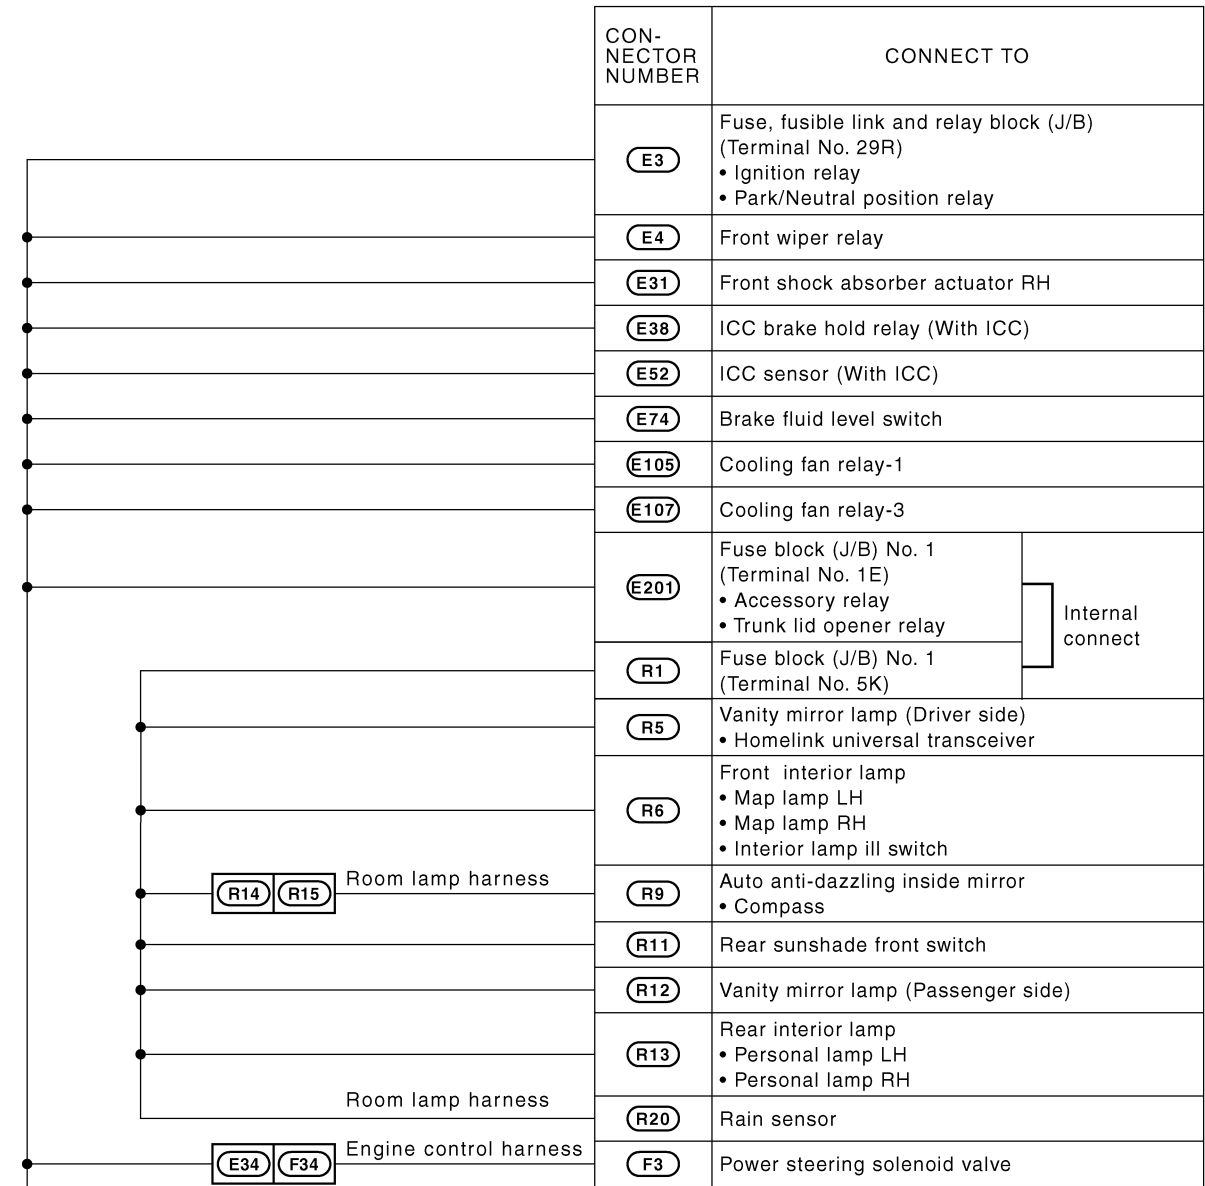 CON-
NECTOR
NUMBER
CONNECT TO
E3
Fuse, fusible link and relay block (J/B)
(Terminal No. 29R)
• Ignition relay
• Park/Neutral position relay
E4
Front wiper relay
E31
Front shock absorber actuator RH
E38
ICC brake hold relay (With ICC)
E52
ICC sensor (With ICC)
E74
Brake fluid level switch
E105
Cooling fan relay-1
E107
Cooling fan relay-3
E201
Fuse block (J/B) No. 1
(Terminal No. 1E)
• Accessory relay
• Trunk lid opener relay
Internal
connect
R1
Fuse block (J/B) No. 1
(Terminal No. 5K)
R5
Vanity mirror lamp (Driver side)
• Homelink universal transceiver
R6
Front interior lamp
• Map lamp LH
• Map lamp RH
• Interior lamp ill switch
R14 R15
Room lamp harness
R9
Auto anti-dazzling inside mirror
• Compass
R11
Rear sunshade front switch
R12
Vanity mirror lamp (Passenger side)
R13
Rear interior lamp
• Personal lamp LH
• Personal lamp RH
Room lamp harness
R20
Rain sensor
E34 F34
Engine control harness
F3
Power steering solenoid valve